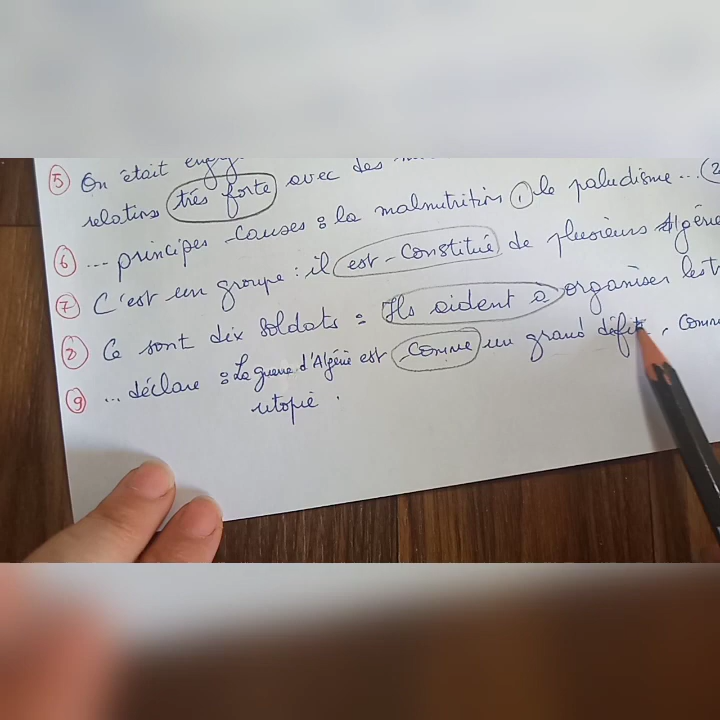 5 On était avec des
relations très forte
6 ... principes causes : la malnutrition, le paludisme... (2
7 C'est un groupe : il est constitué de plusieurs Algérie
8 Ce sont dix soldats : Ils aident à organiser les
9 ... déclare : La guerre d'Algérie est comme un grand , comme
utopie.